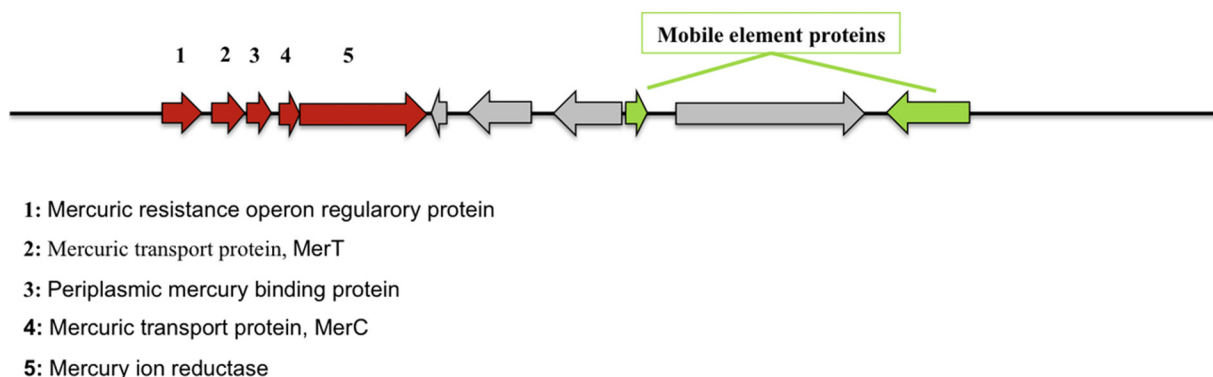 Mobile element proteins
1 2 3 4 5
1: Mercuric resistance operon regularory protein
2: Mercuric transport protein, MerT
3: Periplasmic mercury binding protein
4: Mercuric transport protein, MerC
5: Mercury ion reductase